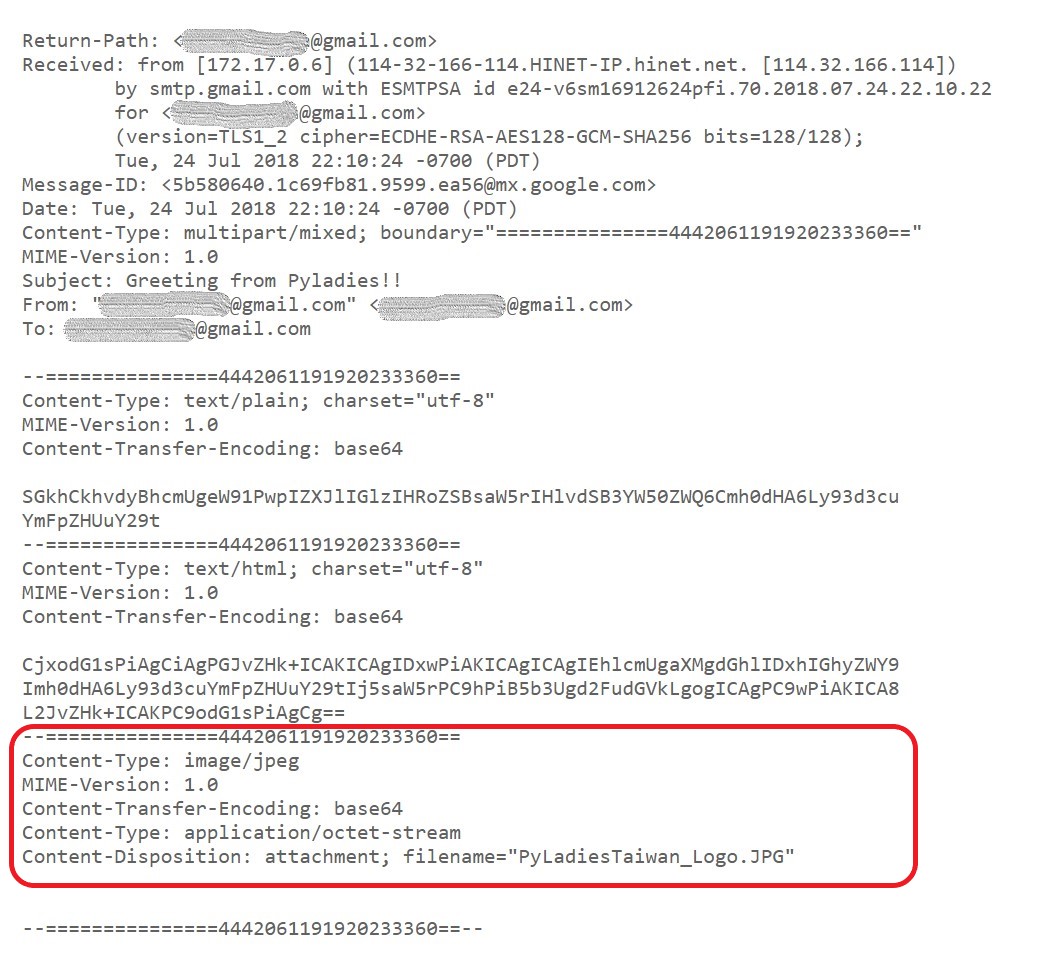 Return-Path: <@gmail.com>
Received: from [172.17.0.6] (114-32-166-114.HINET-IP.hinet.net. [114.32.166.114])
by smtp.gmail.com with ESMTPSA id e24-v6sm16912624pfi.70.2018.07.24.22.10.22
for <@gmail.com>
(version=TLS1_2 cipher=ECDHE-RSA-AES128-GCM-SHA256 bits=128/128);
Tue, 24 Jul 2018 22:10:24 -0700 (PDT)
Message-ID: <5b580640.1c69fb81.9599.ea56@mx.google.com>
Date: Tue, 24 Jul 2018 22:10:24 -0700 (PDT)
Content-Type: multipart/mixed; boundary="===============4442061191920233360=="
MIME-Version: 1.0
Subject: Greeting from Pyladies!!
From: "@gmail.com" <@gmail.com>
To: @gmail.com
--===============4442061191920233360==
Content-Type: text/plain; charset="utf-8"
MIME-Version: 1.0
Content-Transfer-Encoding: base64
SGkhCkhvdyBhcmUgeW91PwpIZXJlIGlzIHRoZSBsaW5rIHlvdSB3YW50ZWQ6Cmh0dHA6Ly93d3cu
YmFpZHUuY29t
--===============4442061191920233360==
Content-Type: text/html; charset="utf-8"
MIME-Version: 1.0
Content-Transfer-Encoding: base64
CjxodG1sPiAgCiAgPGJvZHk+ICAKICAgIDxwPiAKICAgICAgIEhlcmUgaXMgdGhlIDxhIGhyZWY9
Imh0dHA6Ly93d3cuYmFpZHUuY29tIj5saW5rPC9hPiB5b3Ugd2FudGVkLgogICAgPC9wPiAKICA8
L2JvZHk+ICAKPC9odG1sPiAgCg==
--===============4442061191920233360==
Content-Type: image/jpeg
MIME-Version: 1.0
Content-Transfer-Encoding: base64
Content-Type: application/octet-stream
Content-Disposition: attachment; filename="PyLadiesTaiwan_Logo.JPG"
--===============4442061191920233360==--